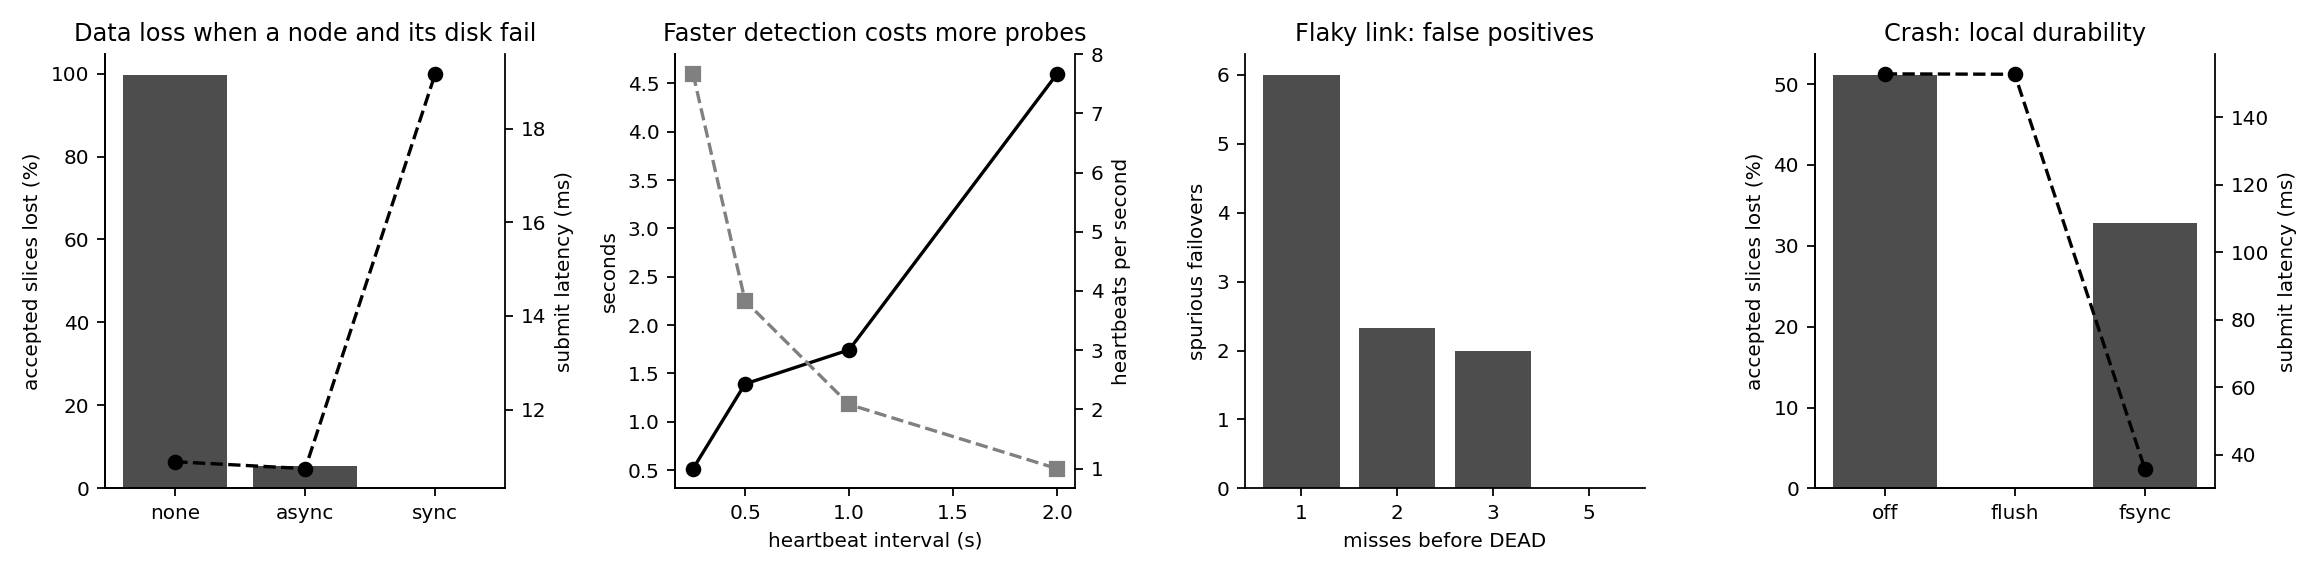 Data loss when a node and its disk fail
accepted slices lost (%)
100
80
60
40
20
0
none
async
sync
18
16
14
12
submit latency (ms)
Faster detection costs more probes
seconds
4.5
4.0
3.5
3.0
2.5
2.0
1.5
1.0
0.5
0.5
1.0
1.5
2.0
heartbeat interval (s)
8
7
6
5
4
3
2
1
heartbeats per second
Flaky link: false positives
spurious failovers
6
5
4
3
2
1
0
1
2
3
5
misses before DEAD
Crash: local durability
accepted slices lost (%)
50
40
30
20
10
0
off
flush
fsync
140
120
100
80
60
40
submit latency (ms)